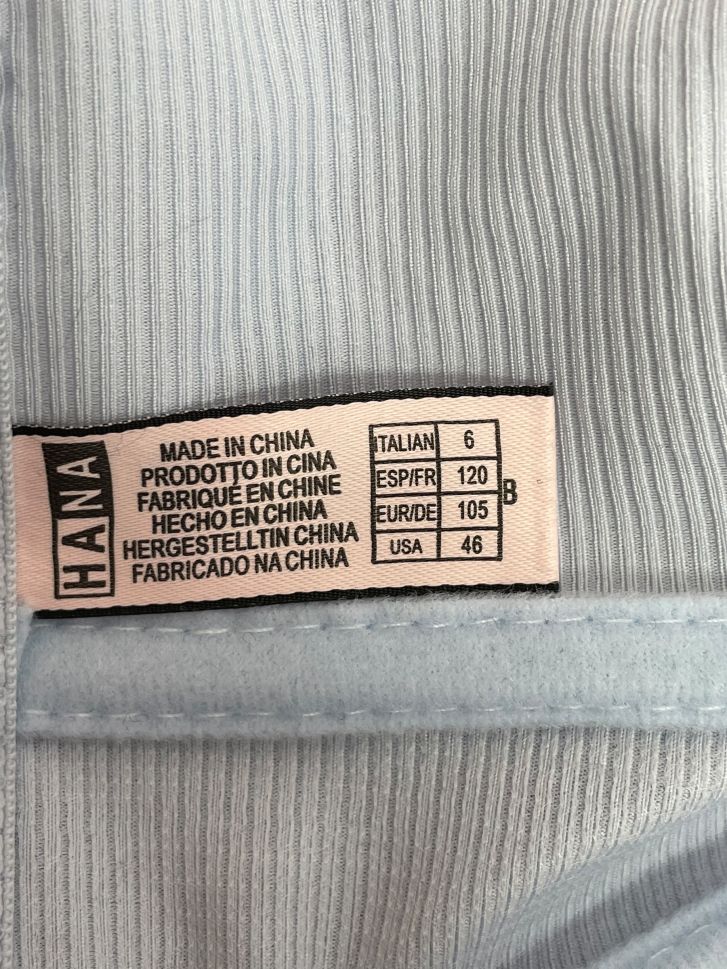 HANA
MADE IN CHINA
PRODOTTO IN CINA
FABRIQUÉ EN CHINE
HECHO EN CHINA
HERGESTELLTIN CHINA
FABRICADO NA CHINA
ITALIAN 6
ESP/FR 120
EUR/DE 105
USA 46
B